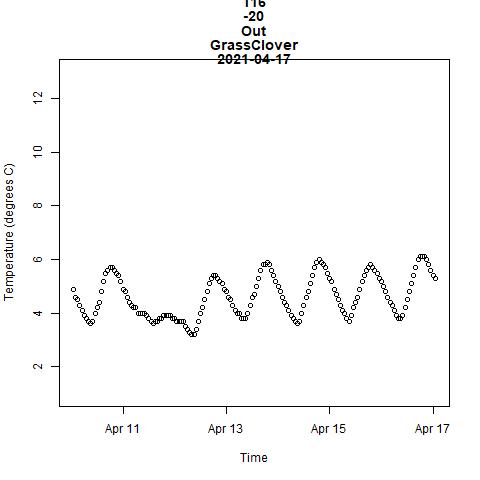 T16
-20
Out
GrassClover
2021-04-17
12
10
8
6
4
2
Temperature (degrees C)
Apr 11
Apr 13
Apr 15
Apr 17
Time